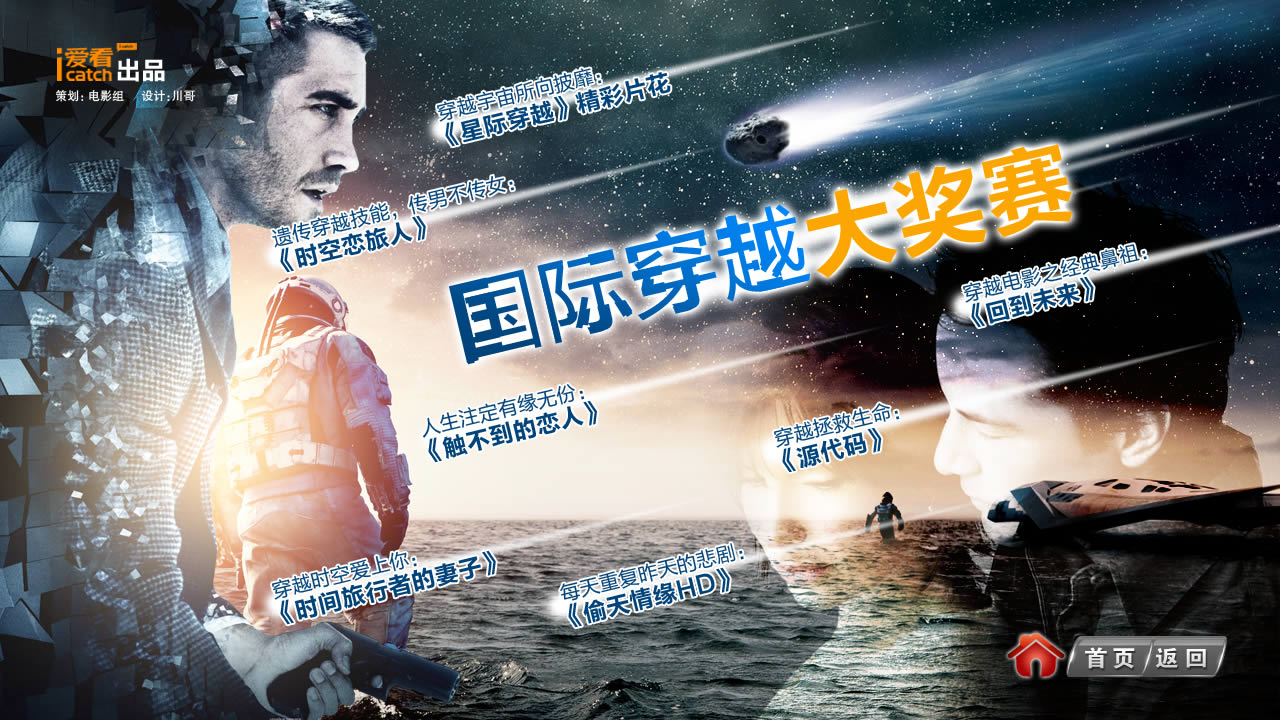 爱看
i catch 出品
策划: 电影组 设计:川哥
穿越宇宙所向披靡:
《星际穿越》精彩片花
遗传穿越技能，传男不传女:
《时空恋旅人》
国际穿越大奖赛
穿越电影之经典鼻祖:
《回到未来》
人生注定有缘无份:
《触不到的恋人》
穿越拯救生命:
《源代码》
穿越时空爱上你:
《时间旅行者的妻子》
每天重复昨天的悲剧:
《偷天情缘HD》
首页 返回